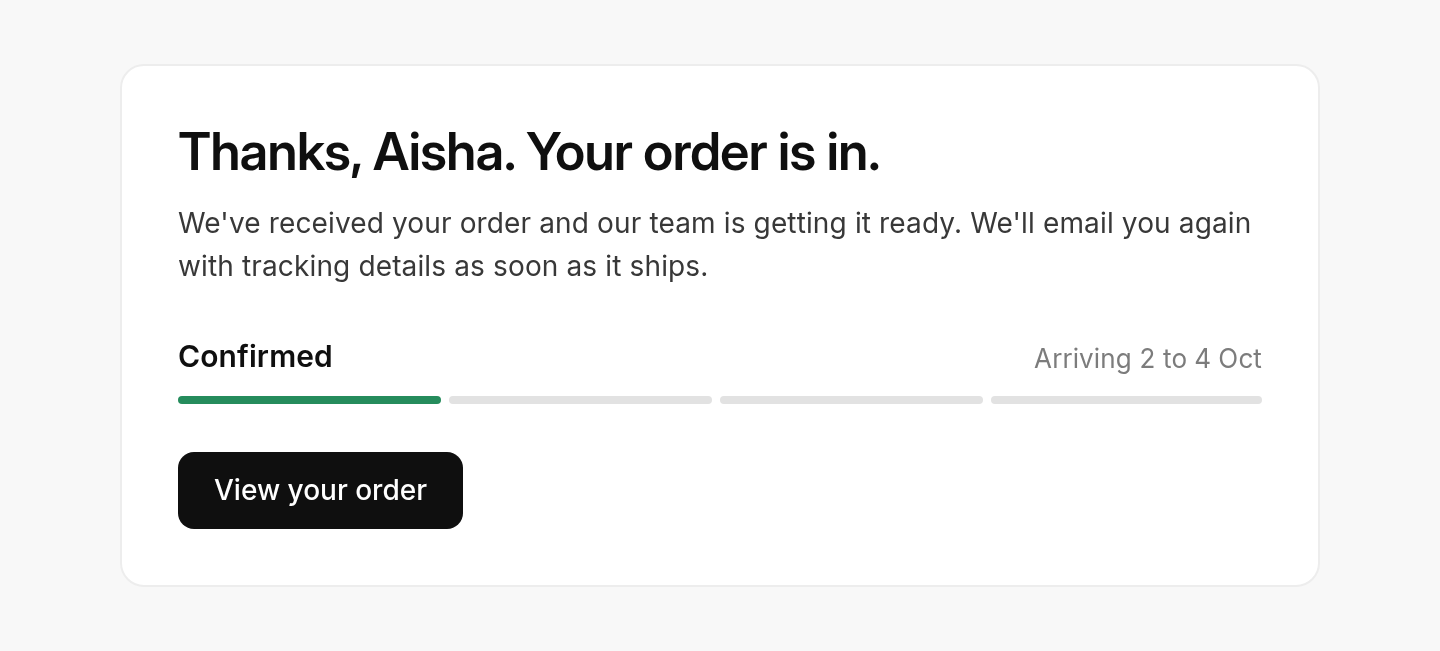 Thanks, Aisha. Your order is in.
We've received your order and our team is getting it ready. We'll email you again
with tracking details as soon as it ships.
Confirmed
Arriving 2 to 4 Oct
View your order